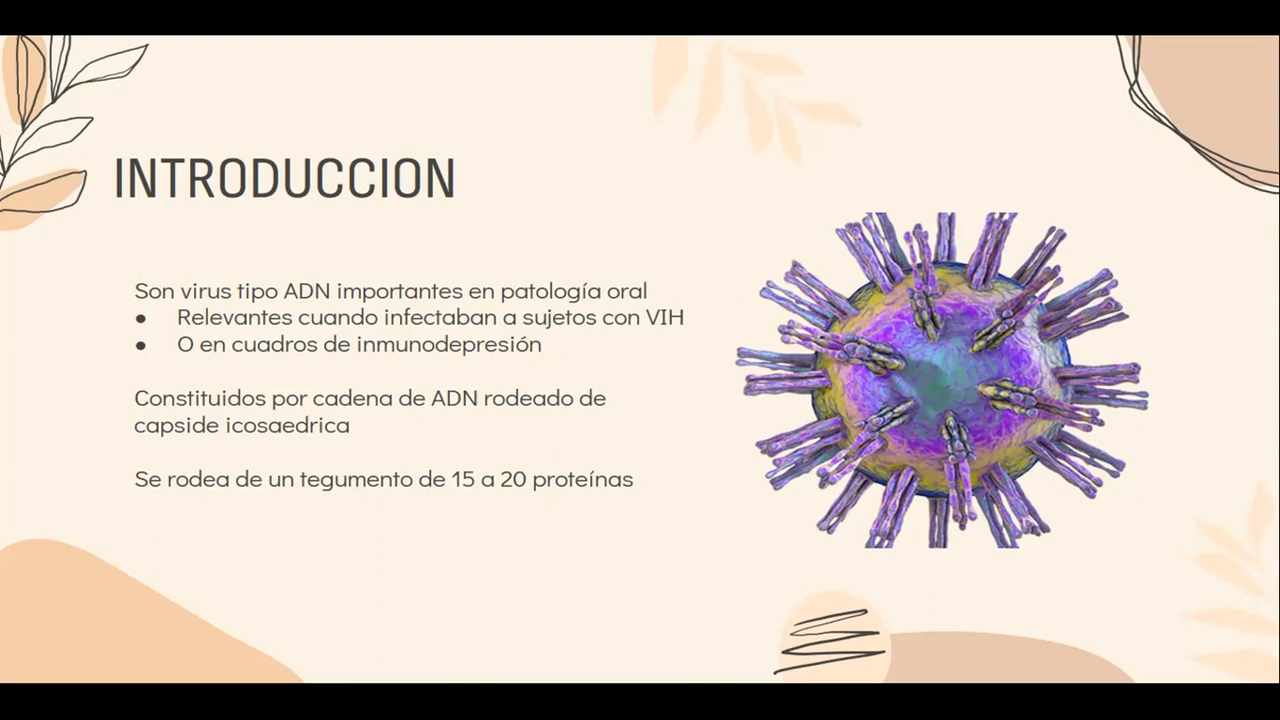 INTRODUCCION
Son virus tipo ADN importantes en patología oral
● Relevantes cuando infectaban a sujetos con VIH
● O en cuadros de inmunodepresión
Constituidos por cadena de ADN rodeado de
capside icosaedrica
Se rodea de un tegumento de 15 a 20 proteínas